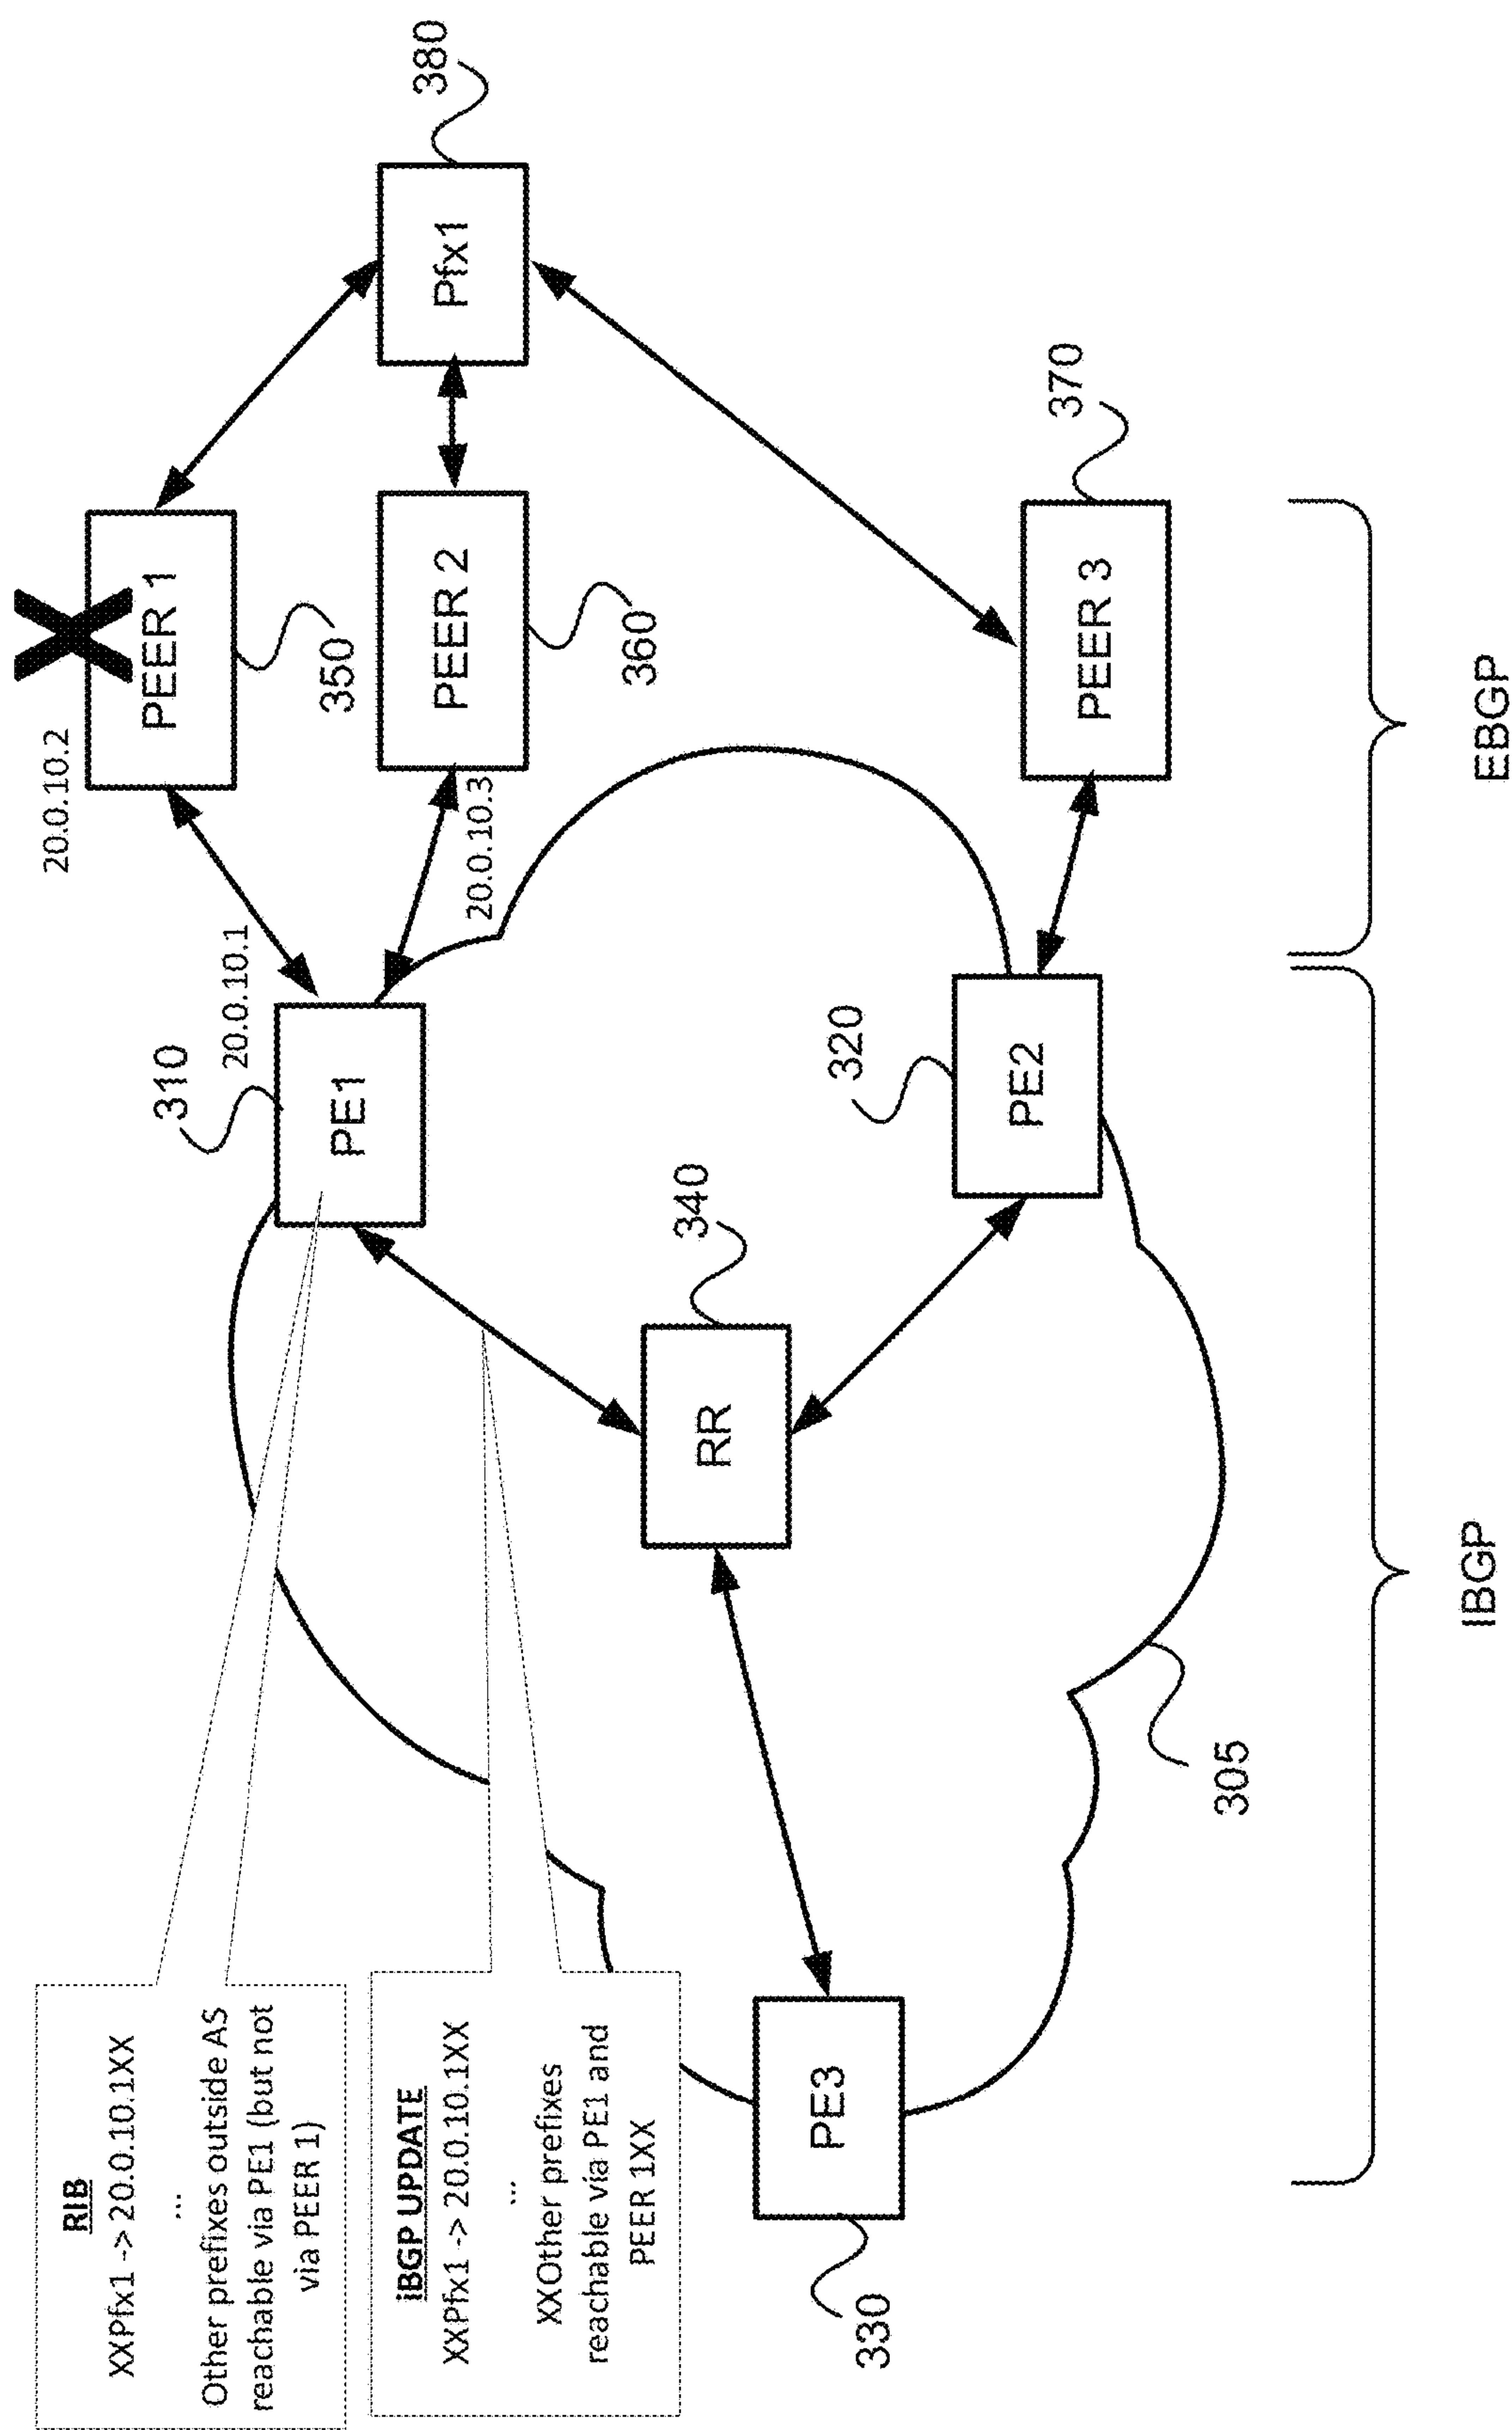 RIB
XXPfx1 -> 20.0.10.1XX
...
Other prefixes outside AS
reachable via PE1 (but not
via PEER 1)
iBGP UPDATE
XXPfx1 -> 20.0.10.1XX
...
XXOther prefixes
reachable via PE1 and
PEER 1XX
310
20.0.10.1
PE1
20.0.10.2
X
PEER 1
350
PEER 2
360
20.0.10.3
Pfx1
380
340
RR
320
PE2
PEER 3
370
PE3
330
305
IBGP
EBGP